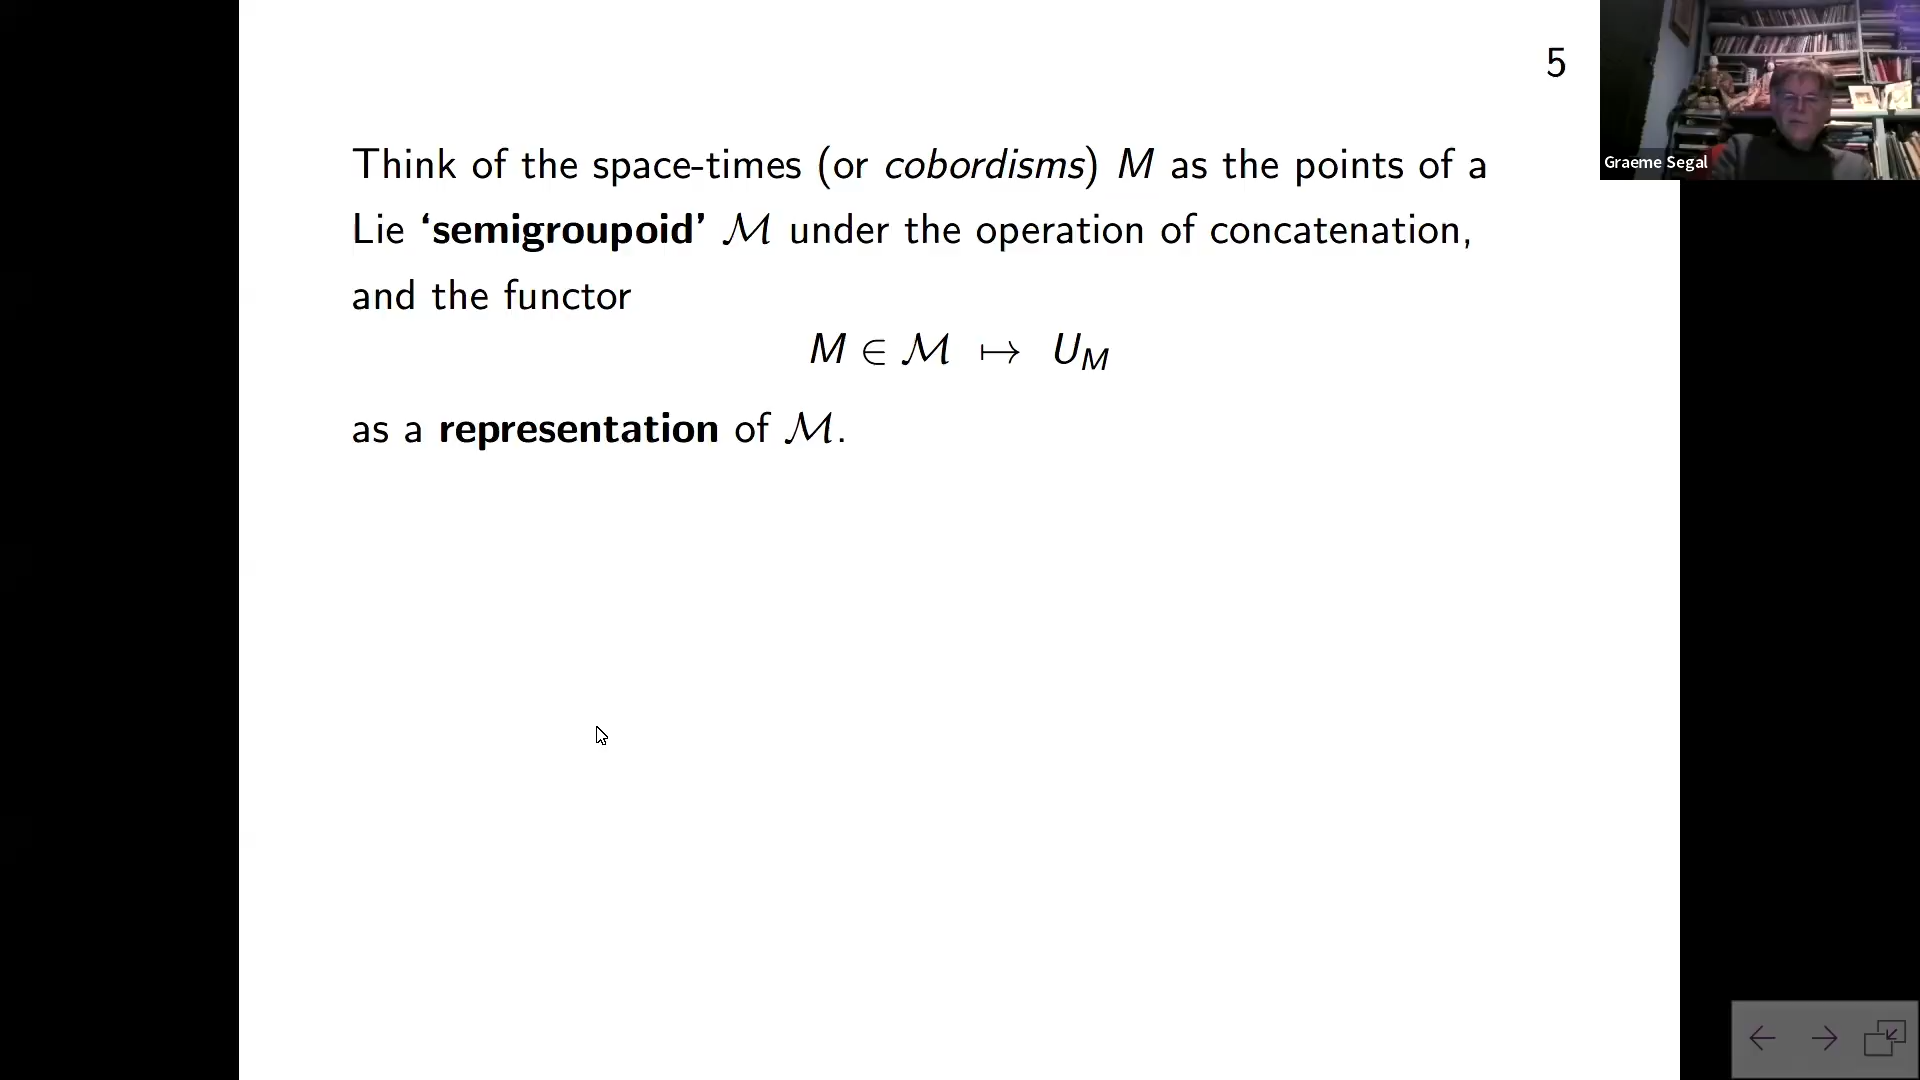 5
Think of the space-times (or cobordisms) M as the points of a
Lie ‘semigroupoid’ ℳ under the operation of concatenation,
and the functor
M ∈ ℳ ↦ U_M
as a representation of ℳ.
Graeme Segal